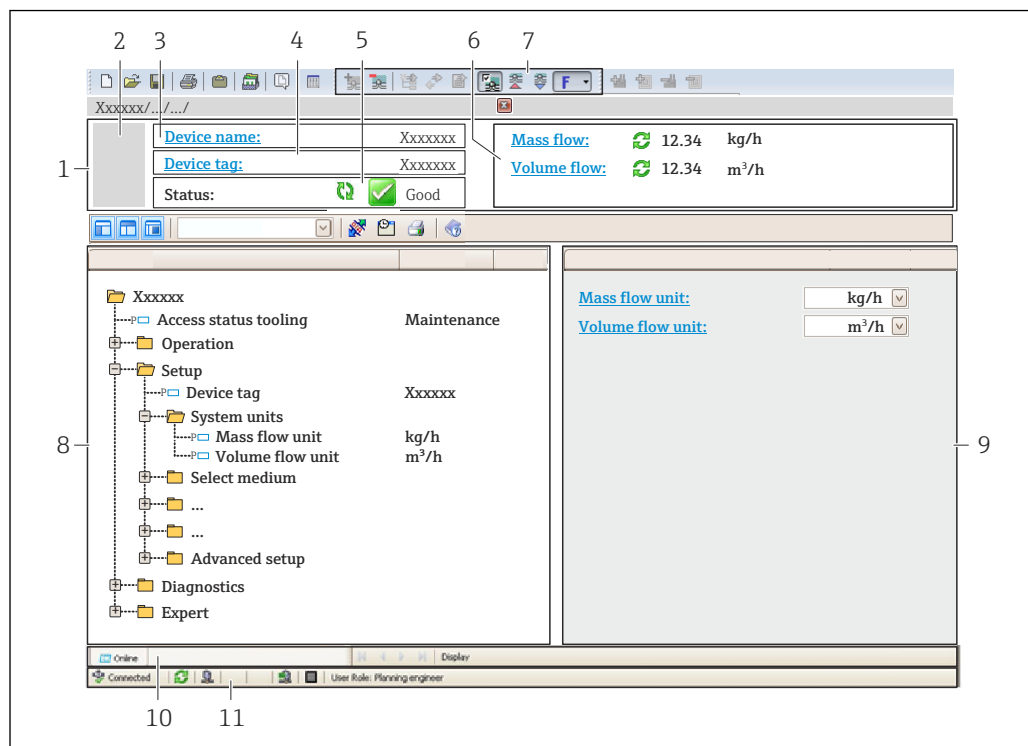 2 3 4 5 6 7
F
Xxxxxx/.../.../
1
Device name: Xxxxxxx
Device tag: Xxxxxxx
Status: Good
Mass flow: 12.34 kg/h
Volume flow: 12.34 m³/h
Xxxxxx
P Access status tooling Maintenance
Operation
Setup
P Device tag Xxxxxx
System units
P Mass flow unit kg/h
P Volume flow unit m³/h
Select medium
...
...
Advanced setup
Diagnostics
Expert
8
Mass flow unit: kg/h
Volume flow unit: m³/h
9
Online Display
Connected User Role: Planning engineer
10 11